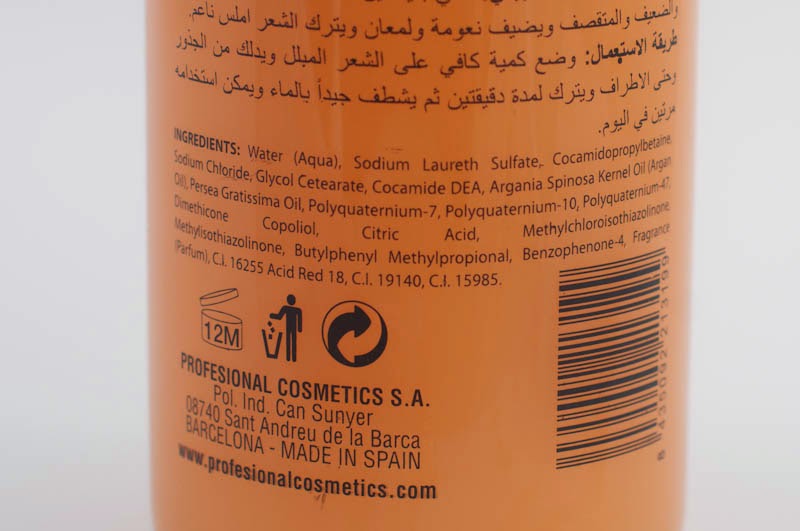 والضعيف والمتقصف ويضيف نعومة ولمعان ويترك الشعر املس ناعم.
طريقة الاستعمال: وضع كمية كافي على الشعر المبلل ويدلك من الجذور
وحتى الاطراف ويترك لمدة دقيقتين ثم يشطف جيداً بالماء ويمكن استخدامه
مرتين في اليوم.
INGREDIENTS: Water (Aqua), Sodium Laureth Sulfate, Cocamidopropylbetaine,
Sodium Chloride, Glycol Cetearate, Cocamide DEA, Argania Spinosa Kernel Oil (Argan
Oil), Persea Gratissima Oil, Polyquaternium-7, Polyquaternium-10, Polyquaternium-47,
Dimethicone Copoliol, Citric Acid, Methylchloroisothiazolinone,
Methylisothiazolinone, Butylphenyl Methylpropional, Benzophenone-4, Fragrance
(Parfum), C.I. 16255 Acid Red 18, C.I. 19140, C.I. 15985.
12M
PROFESIONAL COSMETICS S.A.
Pol. Ind. Can Sunyer
08740 Sant Andreu de la Barca
BARCELONA - MADE IN SPAIN
www.profesionalcosmetics.com
8 435092 213199